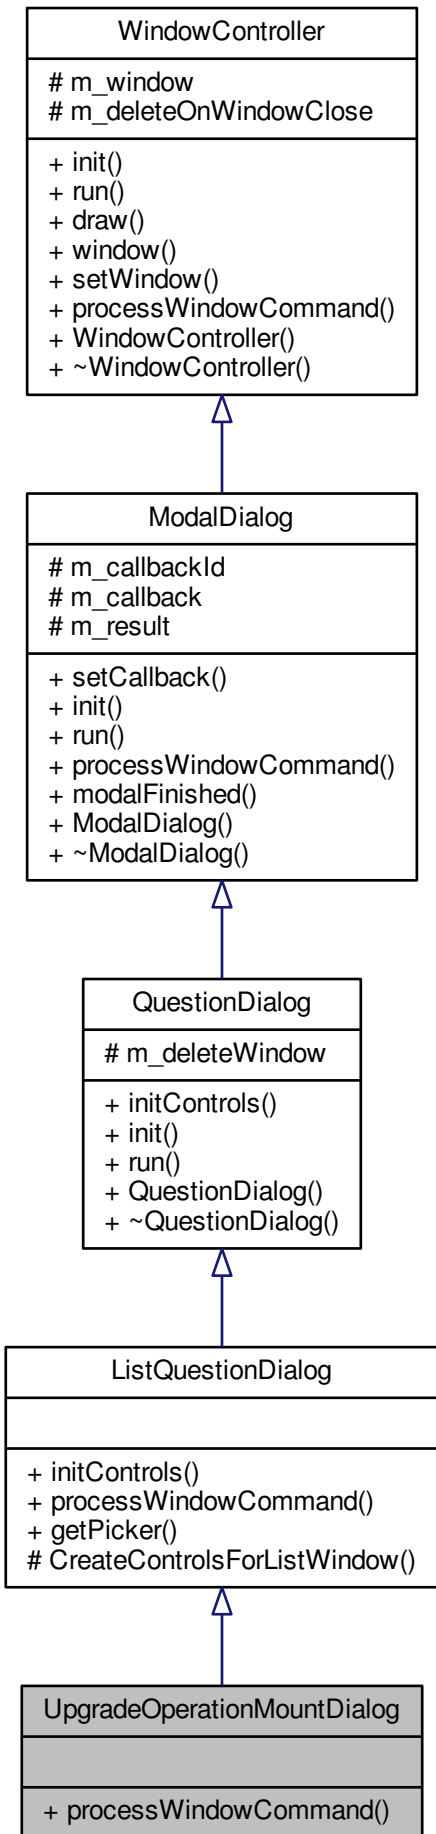 WindowController
# m_window
# m_deleteOnWindowClose
+ init()
+ run()
+ draw()
+ window()
+ setWindow()
+ processWindowCommand()
+ WindowController()
+ ~WindowController()
ModalDialog
# m_callbackId
# m_callback
# m_result
+ setCallback()
+ init()
+ run()
+ processWindowCommand()
+ modalFinished()
+ ModalDialog()
+ ~ModalDialog()
QuestionDialog
# m_deleteWindow
+ initControls()
+ init()
+ run()
+ QuestionDialog()
+ ~QuestionDialog()
ListQuestionDialog
+ initControls()
+ processWindowCommand()
+ getPicker()
# CreateControlsForListWindow()
UpgradeOperationMountDialog
+ processWindowCommand()